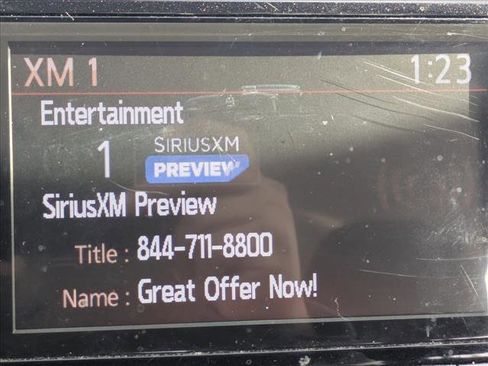 XM 1 1:23
Entertainment
1 SIRIUSXM
PREVIEW
SiriusXM Preview
Title : 844-711-8800
Name : Great Offer Now!